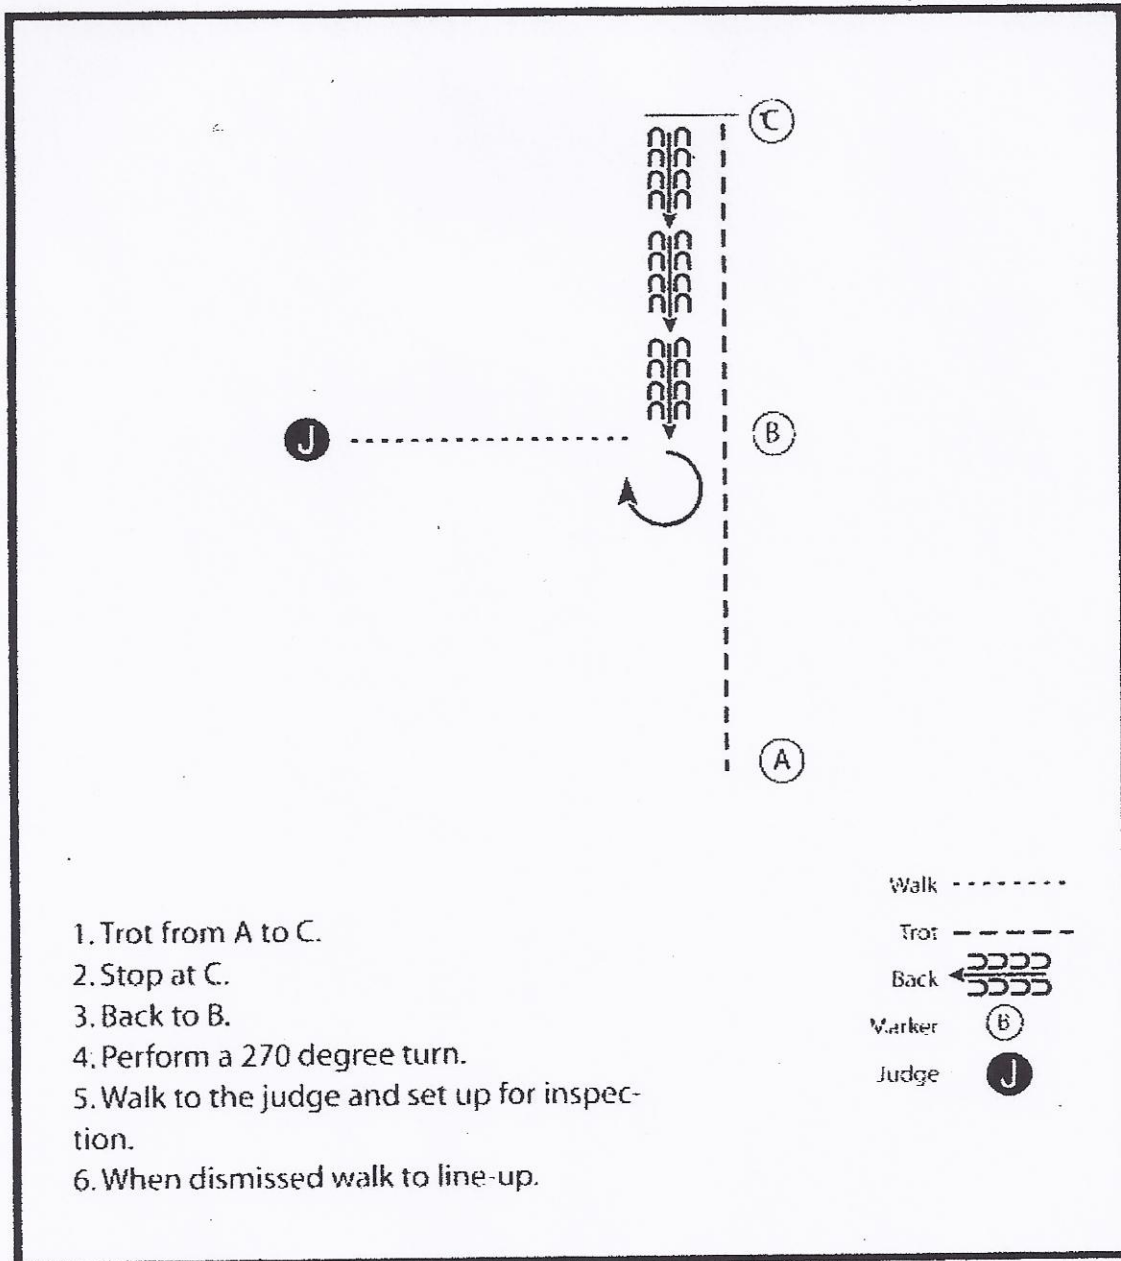 C
J
B
A
Walk
Trot
Back
Marker
B
Judge
J
1. Trot from A to C.
2. Stop at C.
3. Back to B.
4. Perform a 270 degree turn.
5. Walk to the judge and set up for inspec-
tion.
6. When dismissed walk to line-up.